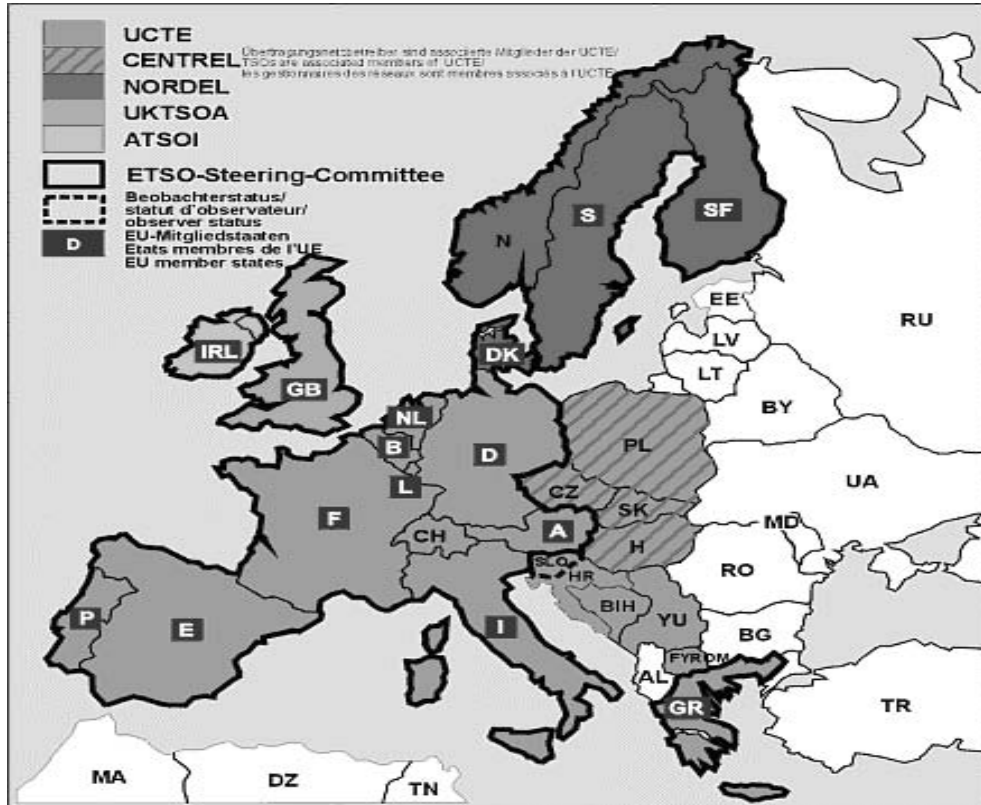 UCTE
CENTREL
Übertragungsnetzbetreiber sind assoziierte Mitglieder der UCTE/
TSOs are associated members of UCTE/
les gestionnaires des réseaux sont membres associés à l'UCTE
NORDEL
UKTSOA
ATSOI
ETSO-Steering-Committee
Beobachterstatus/
statut d'observateur/
observer status
D
EU-Mitgliedstaaten
Etats membres de l'UE
EU member states
N
S
SF
EE
RU
LV
LT
BY
IRL
GB
DK
NL
B
D
L
PL
CZ
SK
UA
F
CH
A
H
MD
SLO
HR
RO
P
E
I
BIH
YU
BG
FYROM
AL
GR
TR
MA
DZ
TN